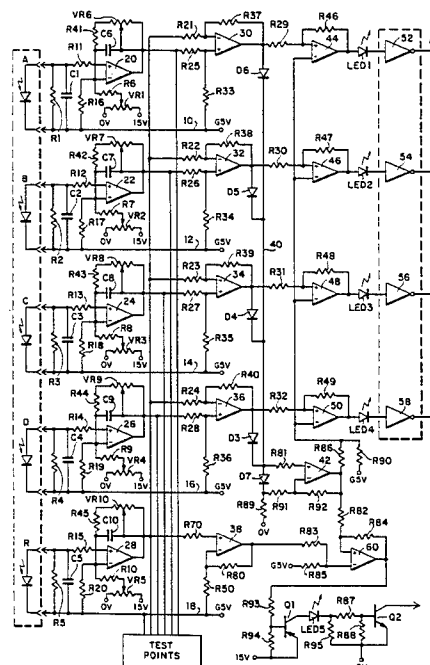 VR6
R41
C6
R11
A
20
C1
R6
R16
VR1
R1
0V 15V
10
G5V
R21
R25
R37
30
R33
D6
R29
R46
44
LED1
52
VR7
R42
C7
R12
B
22
C2
R7
R17
VR2
R2
0V 15V
12
G5V
R22
R26
R38
32
R34
D5
R30
R47
46
LED2
54
40
VR8
R43
C8
R13
C
24
C3
R8
R18
VR3
R3
0V 15V
14
G5V
R23
R27
R39
34
R35
D4
R31
R48
48
LED3
56
VR9
R44
C9
R14
D
26
C4
R9
R19
VR4
R4
0V 15V
16
G5V
R24
R28
R40
36
R36
D3
R32
R49
50
LED4
58
D7
R81
42
R86
R90
G5V
R89
R91
R92
0V
R82
VR10
R45
C10
R15
R
28
C5
R10
R20
VR5
R5
0V 15V
18
G5V
R70
38
R50
R80
R83
G5V
R85
R84
60
R93
R94
15V
Q1
LED5
R87
R95
R88
Q2
TEST
POINTS